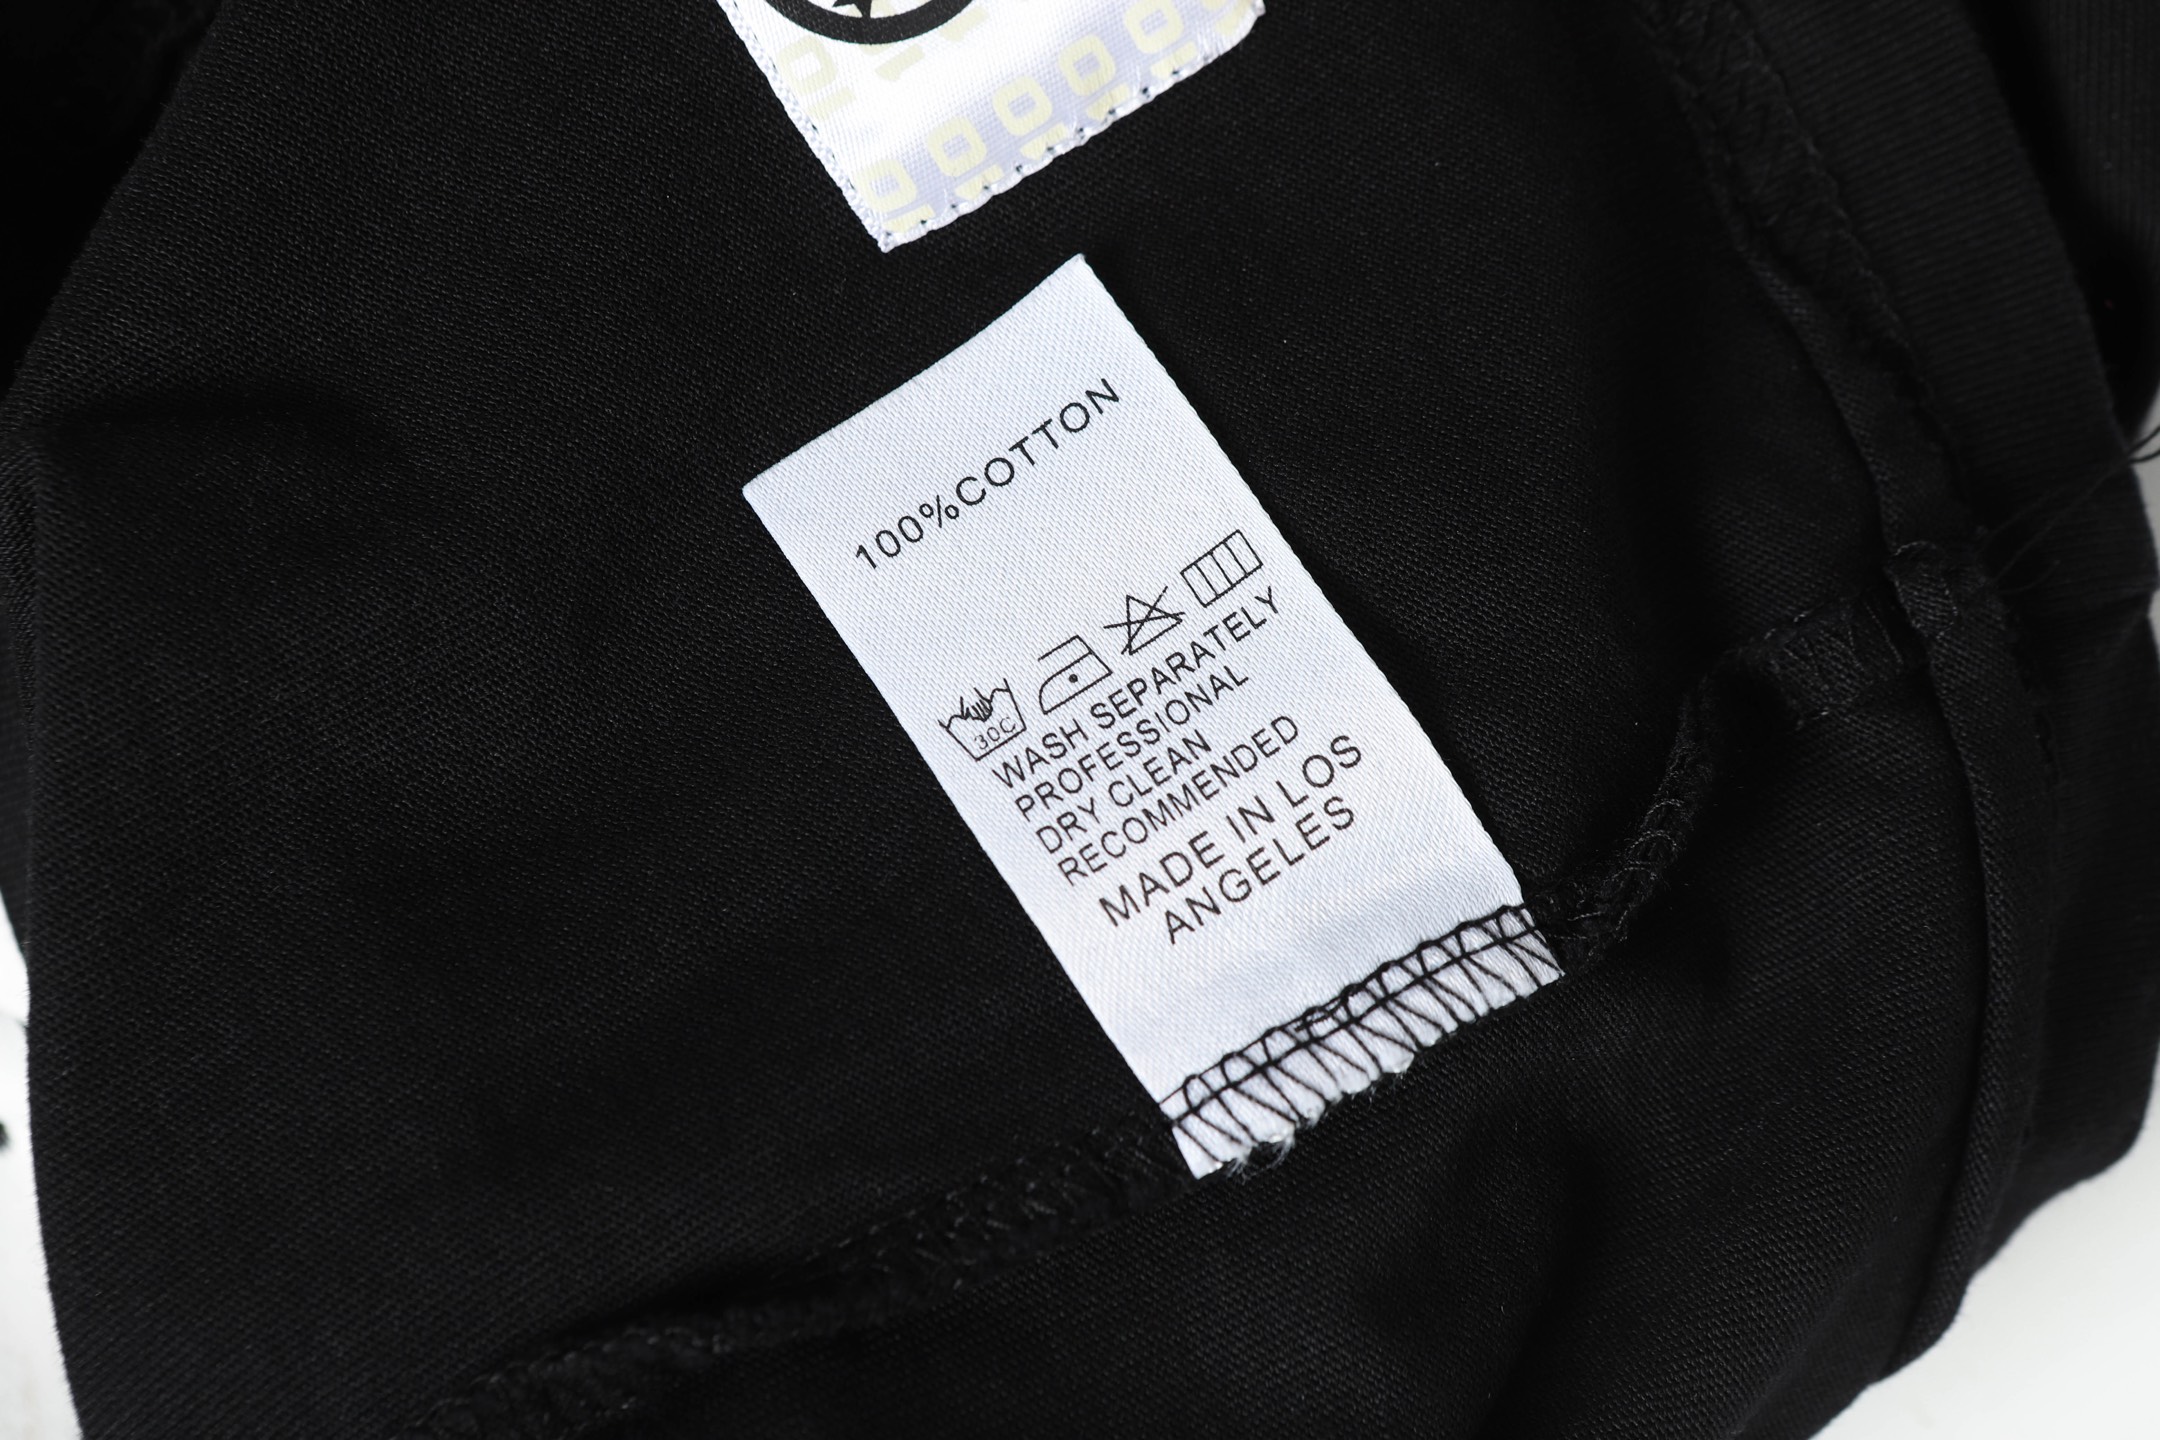 100%COTTON
30C
WASH SEPARATELY
PROFESSIONAL
DRY CLEAN
RECOMMENDED
MADE IN LOS
ANGELES